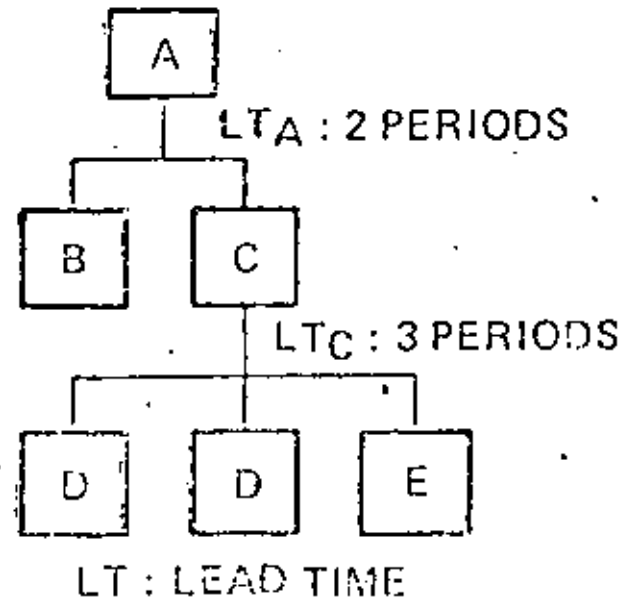 A
LTA : 2 PERIODS
B C
LTC : 3 PERIODS
D D E
LT : LEAD TIME